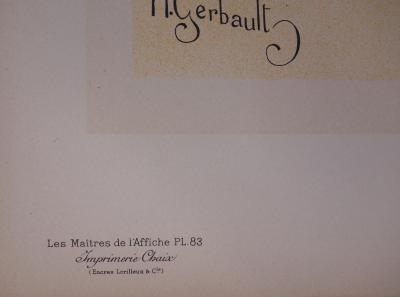 H. Gerbault
Les Maîtres de l'Affiche PL. 83
Imprimerie Chaix
(Encres Lorilleux & Cie)